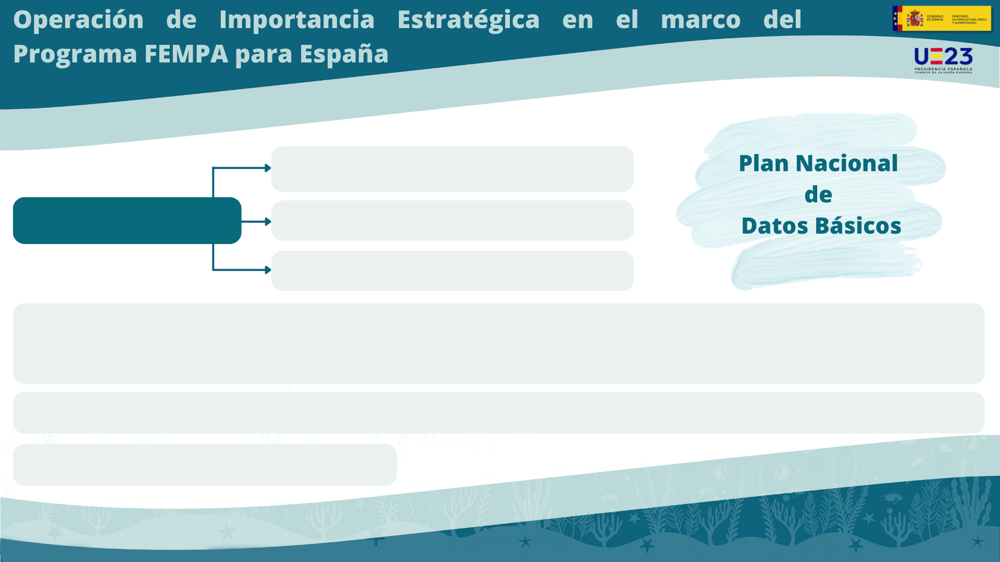 Operación de Importancia Estratégica en el marco del
Programa FEMPA para España
GOBIERNO
DE ESPAÑA
MINISTERIO
DE AGRICULTURA, PESCA
Y ALIMENTACIÓN
UE23
PRESIDENCIA ESPAÑOLA
CONSEJO DE LA UNIÓN EUROPEA
Plan Nacional
de
Datos Básicos